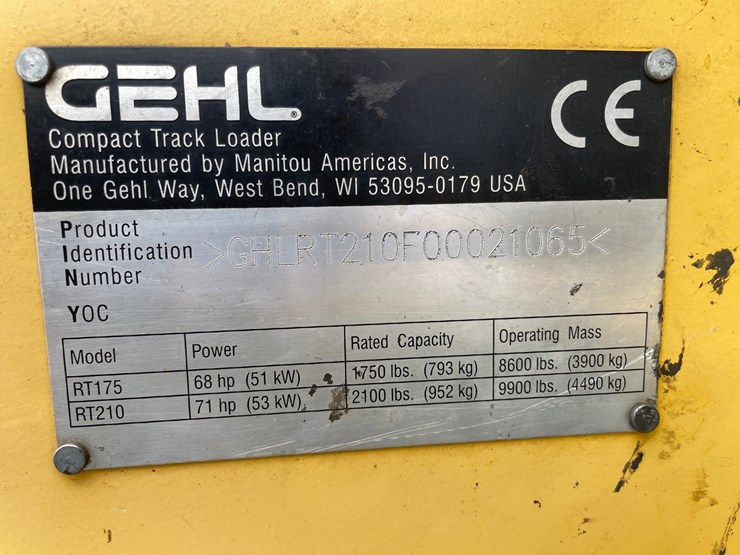 GEHL®
CE
Compact Track Loader
Manufactured by Manitou Americas, Inc.
One Gehl Way, West Bend, WI 53095-0179 USA
Product
Identification >GHLRT210F00021065<
Number
YOC
Model Power Rated Capacity Operating Mass
RT175 68 hp (51 kW) 1750 lbs. (793 kg) 8600 lbs. (3900 kg)
RT210 71 hp (53 kW) 2100 lbs. (952 kg) 9900 lbs. (4490 kg)